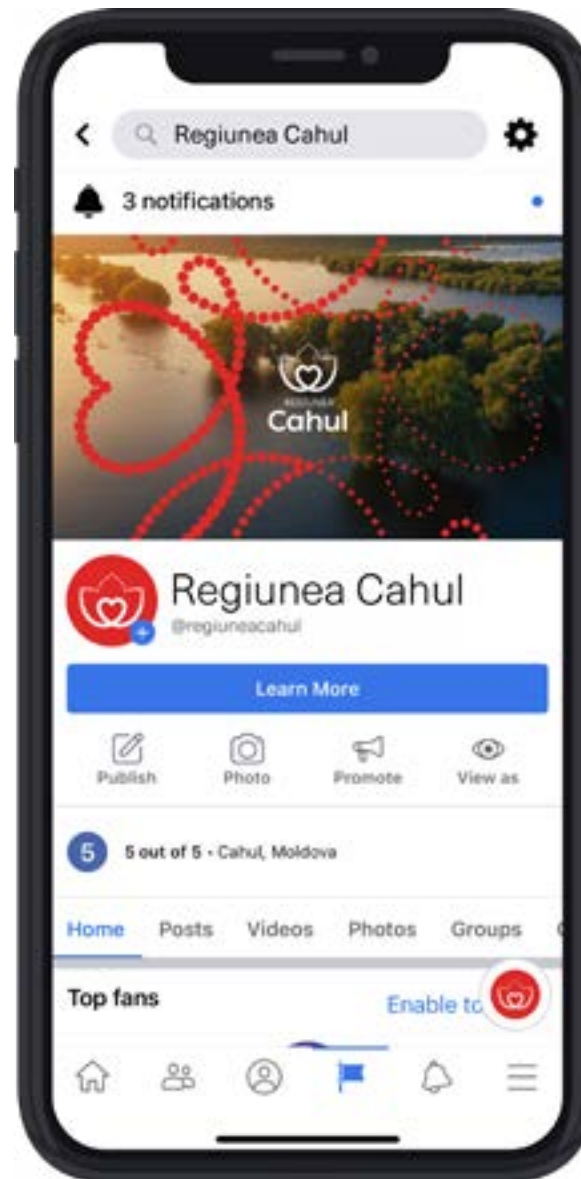 Regiunea Cahul
3 notifications
REGIUNEA
Cahul
Regiunea Cahul
@regiuneacahul
Learn More
Publish Photo Promote View as
5 5 out of 5 · Cahul, Moldova
Home Posts Videos Photos Groups
Top fans Enable to